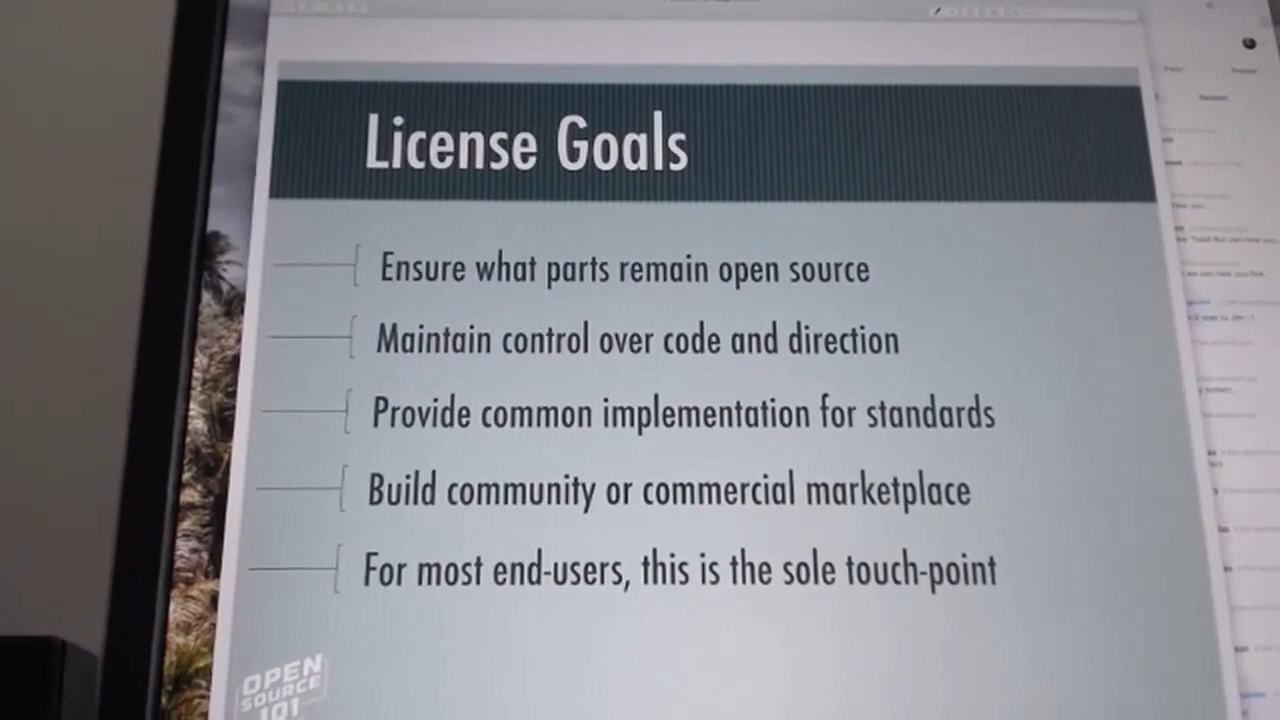 License Goals
Ensure what parts remain open source
Maintain control over code and direction
Provide common implementation for standards
Build community or commercial marketplace
For most end-users, this is the sole touch-point
OPEN
SOURCE
101